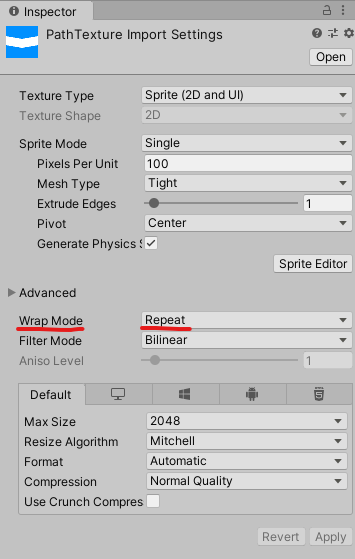 Inspector
PathTexture Import Settings
Open
Texture Type Sprite (2D and UI)
Texture Shape 2D
Sprite Mode Single
Pixels Per Unit 100
Mesh Type Tight
Extrude Edges 1
Pivot Center
Generate Physics S
Sprite Editor
Advanced
Wrap Mode Repeat
Filter Mode Bilinear
Aniso Level 1
Default
Max Size 2048
Resize Algorithm Mitchell
Format Automatic
Compression Normal Quality
Use Crunch Compres
Revert Apply